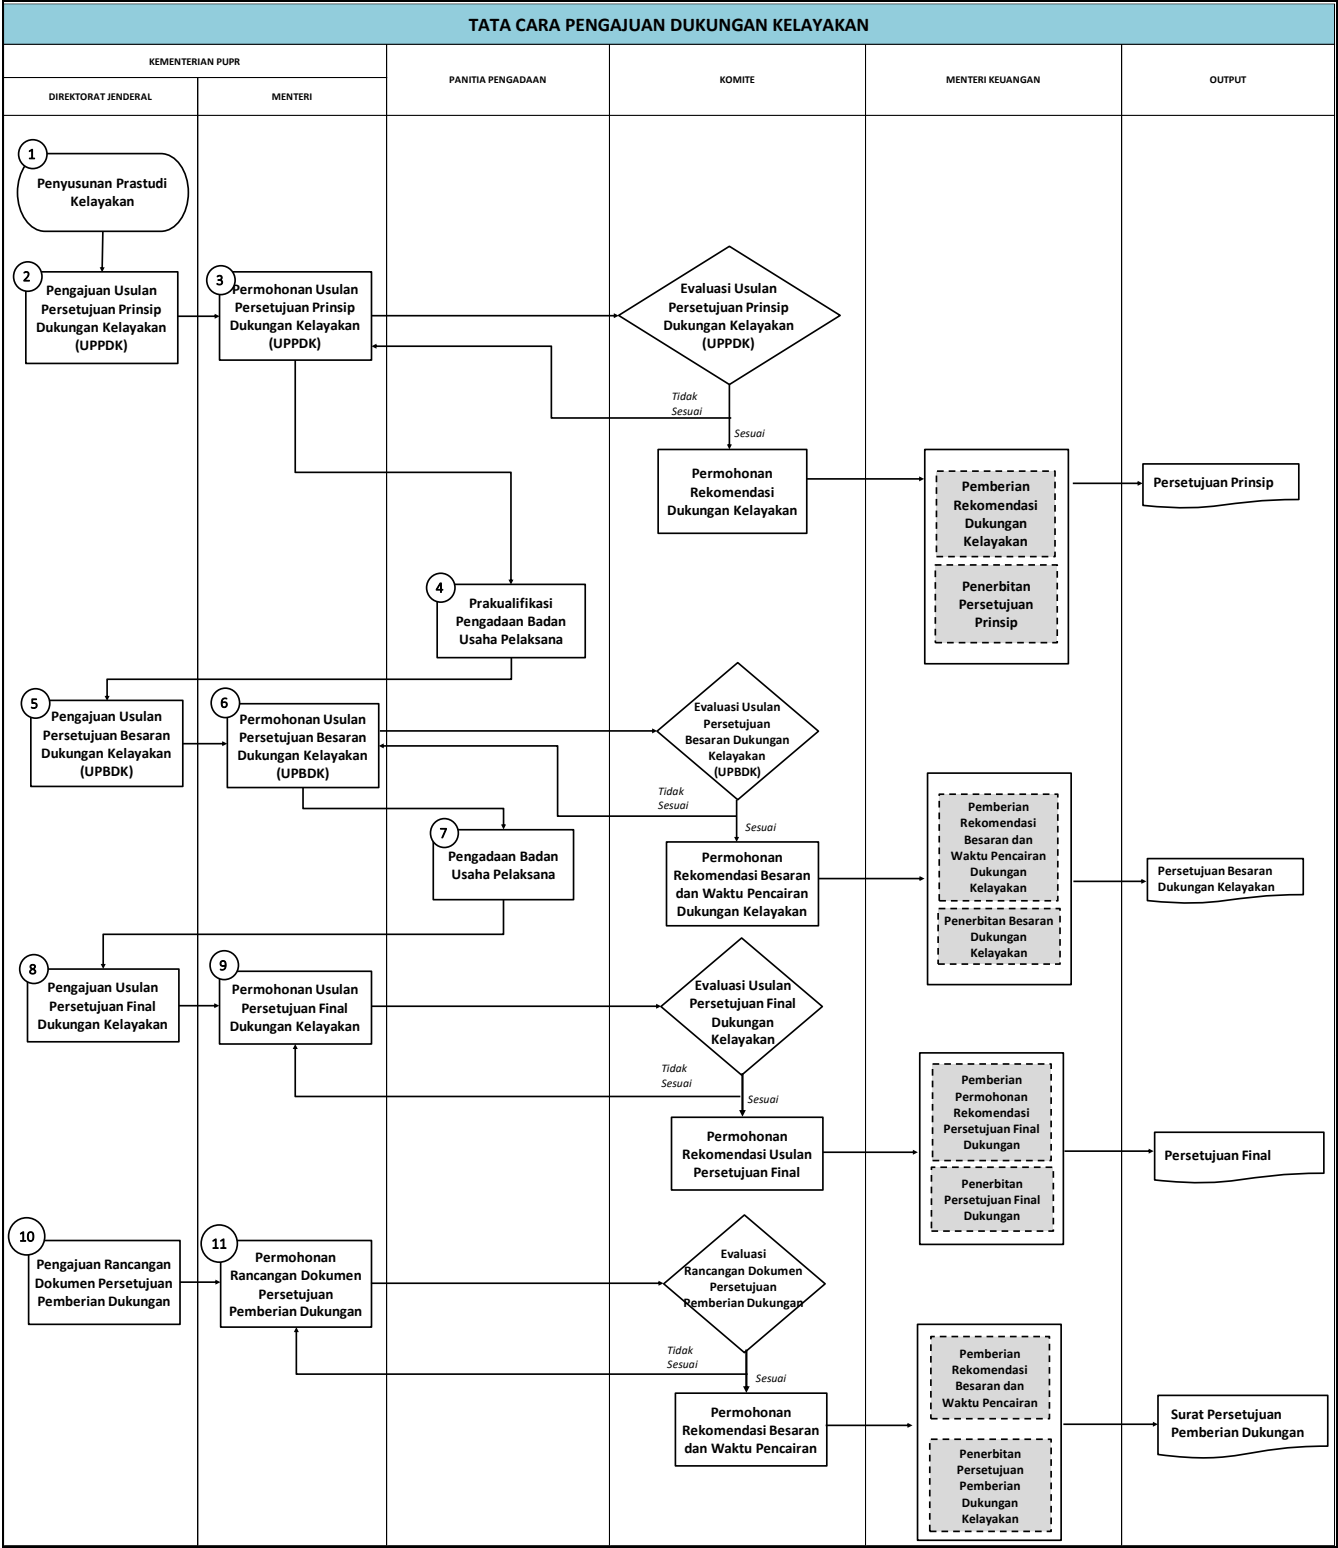 TATA CARA PENGAJUAN DUKUNGAN KELAYAKAN
KEMENTERIAN PUPR
DIREKTORAT JENDERAL
MENTERI
PANITIA PENGADAAN
KOMITE
MENTERI KEUANGAN
OUTPUT
1
Penyusunan Prastudi
Kelayakan
2
Pengajuan Usulan
Persetujuan Prinsip
Dukungan Kelayakan
(UPPDK)
3
Permohonan Usulan
Persetujuan Prinsip
Dukungan Kelayakan
(UPPDK)
Evaluasi Usulan
Persetujuan Prinsip
Dukungan Kelayakan
(UPPDK)
Tidak
Sesuai
Sesuai
Permohonan
Rekomendasi
Dukungan Kelayakan
Pemberian
Rekomendasi
Dukungan
Kelayakan
Penerbitan
Persetujuan
Prinsip
Persetujuan Prinsip
4
Prakualifikasi
Pengadaan Badan
Usaha Pelaksana
5
Pengajuan Usulan
Persetujuan Besaran
Dukungan Kelayakan
(UPBDK)
6
Permohonan Usulan
Persetujuan Besaran
Dukungan Kelayakan
(UPBDK)
Evaluasi Usulan
Persetujuan
Besaran Dukungan
Kelayakan
(UPBDK)
Tidak
Sesuai
Sesuai
7
Pengadaan Badan
Usaha Pelaksana
Permohonan
Rekomendasi Besaran
dan Waktu Pencairan
Dukungan Kelayakan
Pemberian
Rekomendasi
Besaran dan
Waktu Pencairan
Dukungan
Kelayakan
Penerbitan Besaran
Dukungan
Kelayakan
Persetujuan Besaran
Dukungan Kelayakan
8
Pengajuan Usulan
Persetujuan Final
Dukungan Kelayakan
9
Permohonan Usulan
Persetujuan Final
Dukungan Kelayakan
Evaluasi Usulan
Persetujuan Final
Dukungan
Kelayakan
Tidak
Sesuai
Sesuai
Permohonan
Rekomendasi Usulan
Persetujuan Final
Pemberian
Permohonan
Rekomendasi
Persetujuan Final
Dukungan
Penerbitan
Persetujuan Final
Dukungan
Persetujuan Final
10
Pengajuan Rancangan
Dokumen Persetujuan
Pemberian Dukungan
11
Permohonan
Rancangan Dokumen
Persetujuan
Pemberian Dukungan
Evaluasi
Rancangan Dokumen
Persetujuan
Pemberian Dukungan
Tidak
Sesuai
Sesuai
Permohonan
Rekomendasi Besaran
dan Waktu Pencairan
Pemberian
Rekomendasi
Besaran dan
Waktu Pencairan
Penerbitan
Persetujuan
Pemberian
Dukungan
Kelayakan
Surat Persetujuan
Pemberian Dukungan